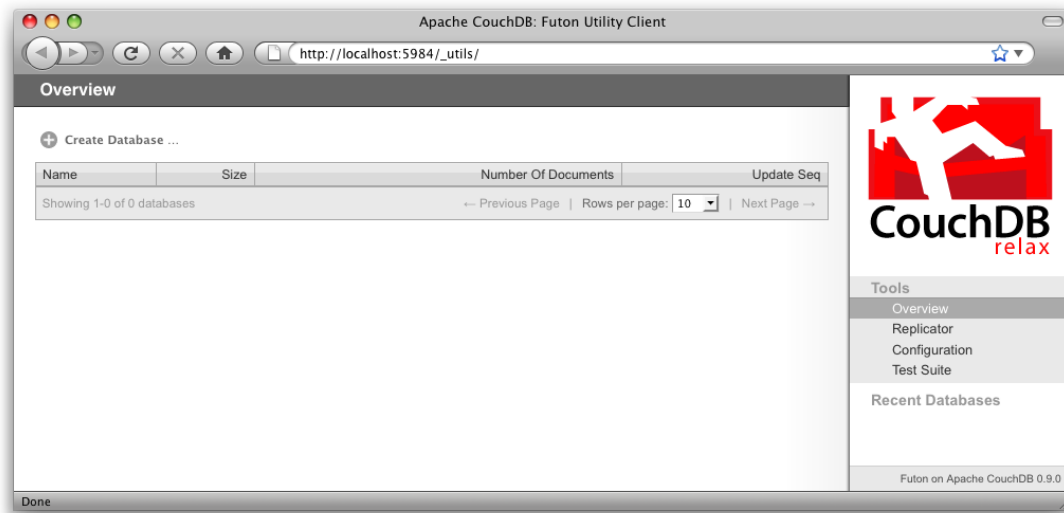 Apache CouchDB: Futon Utility Client
http://localhost:5984/_utils/
Overview
Create Database ...
Name Size Number Of Documents Update Seq
Showing 1-0 of 0 databases ← Previous Page | Rows per page: 10 | Next Page →
CouchDB
relax
Tools
Overview
Replicator
Configuration
Test Suite
Recent Databases
Futon on Apache CouchDB 0.9.0
Done